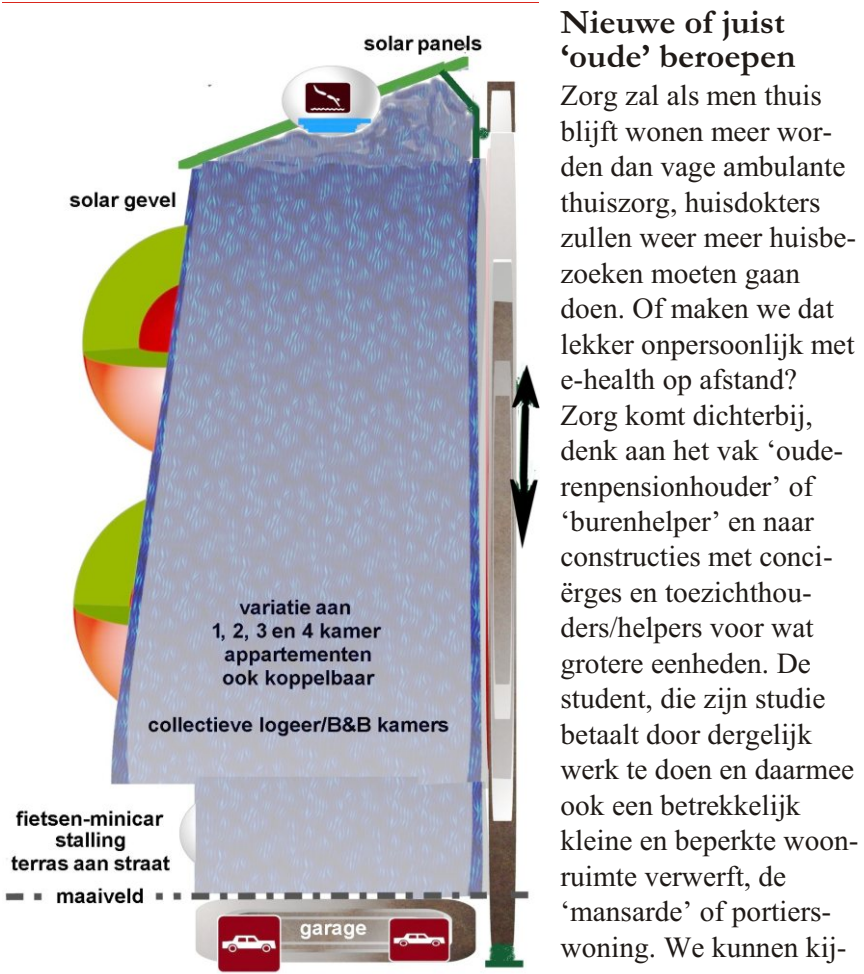 solar panels
solar gevel
variatie aan
1, 2, 3 en 4 kamer
appartementen
ook koppelbaar
collectieve logeer/B&B kamers
fietsen-minicar
stalling
terras aan straat
maaiveld
garage
Nieuwe of juist
‘oude’ beroepen
Zorg zal als men thuis
blijft wonen meer wor-
den dan vage ambulante
thuiszorg, huisdokters
zullen weer meer huisbe-
zoeken moeten gaan
doen. Of maken we dat
lekker onpersoonlijk met
e-health op afstand?
Zorg komt dichterbij,
denk aan het vak ‘oude-
renpensionhouder’ of
‘burenhelper’ en naar
constructies met conci-
ërges en toezichthou-
ders/helpers voor wat
grotere eenheden. De
student, die zijn studie
betaalt door dergelijk
werk te doen en daarmee
ook een betrekkelijk
kleine en beperkte woon-
ruimte verwerft, de
‘mansarde’ of portiers-
woning. We kunnen kij-